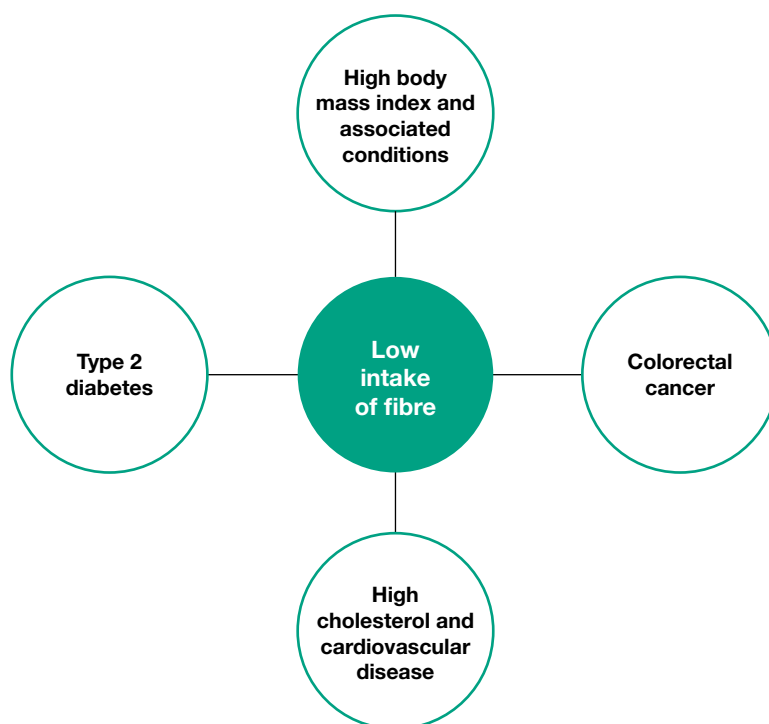 High body
mass index and
associated
conditions
Type 2
diabetes
Low
intake
of fibre
Colorectal
cancer
High
cholesterol and
cardiovascular
disease